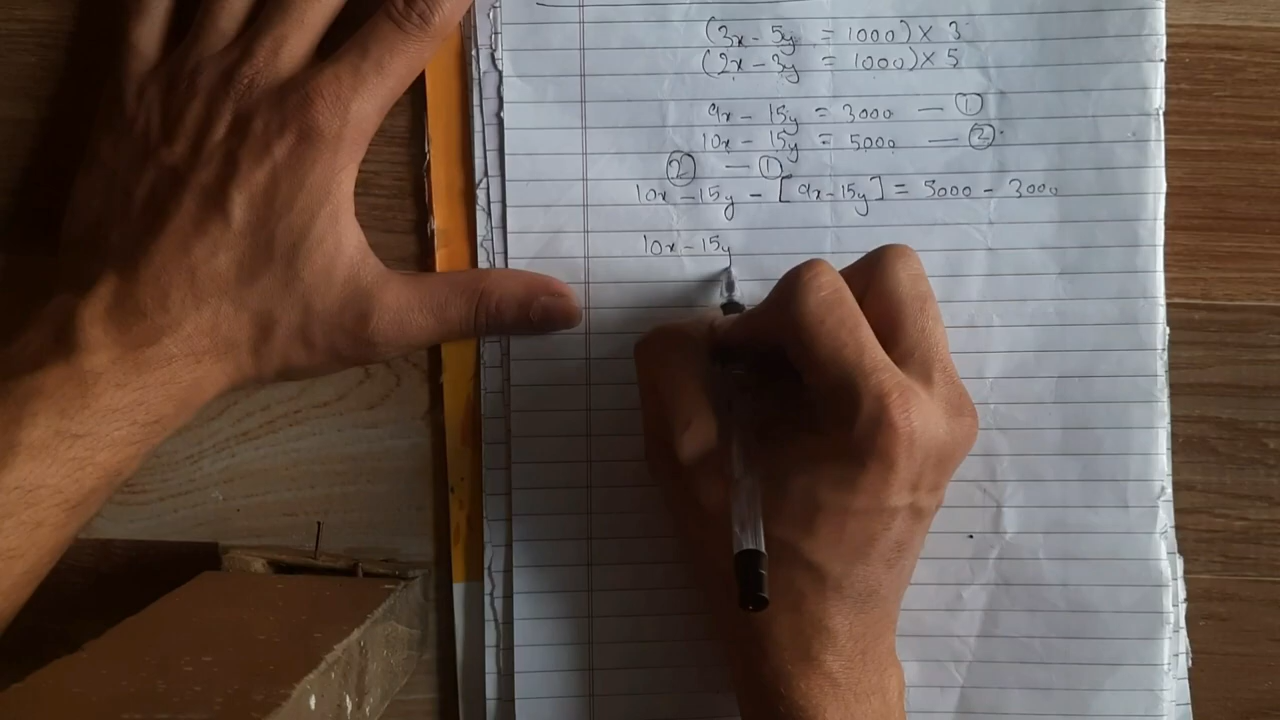 (3x - 5y = 1000) × 3
(2x - 3y = 1000) × 5
9x - 15y = 3000 — ①
10x - 15y = 5000 — ②
② — ①
10x - 15y - [9x - 15y] = 5000 - 3000
10x - 15y